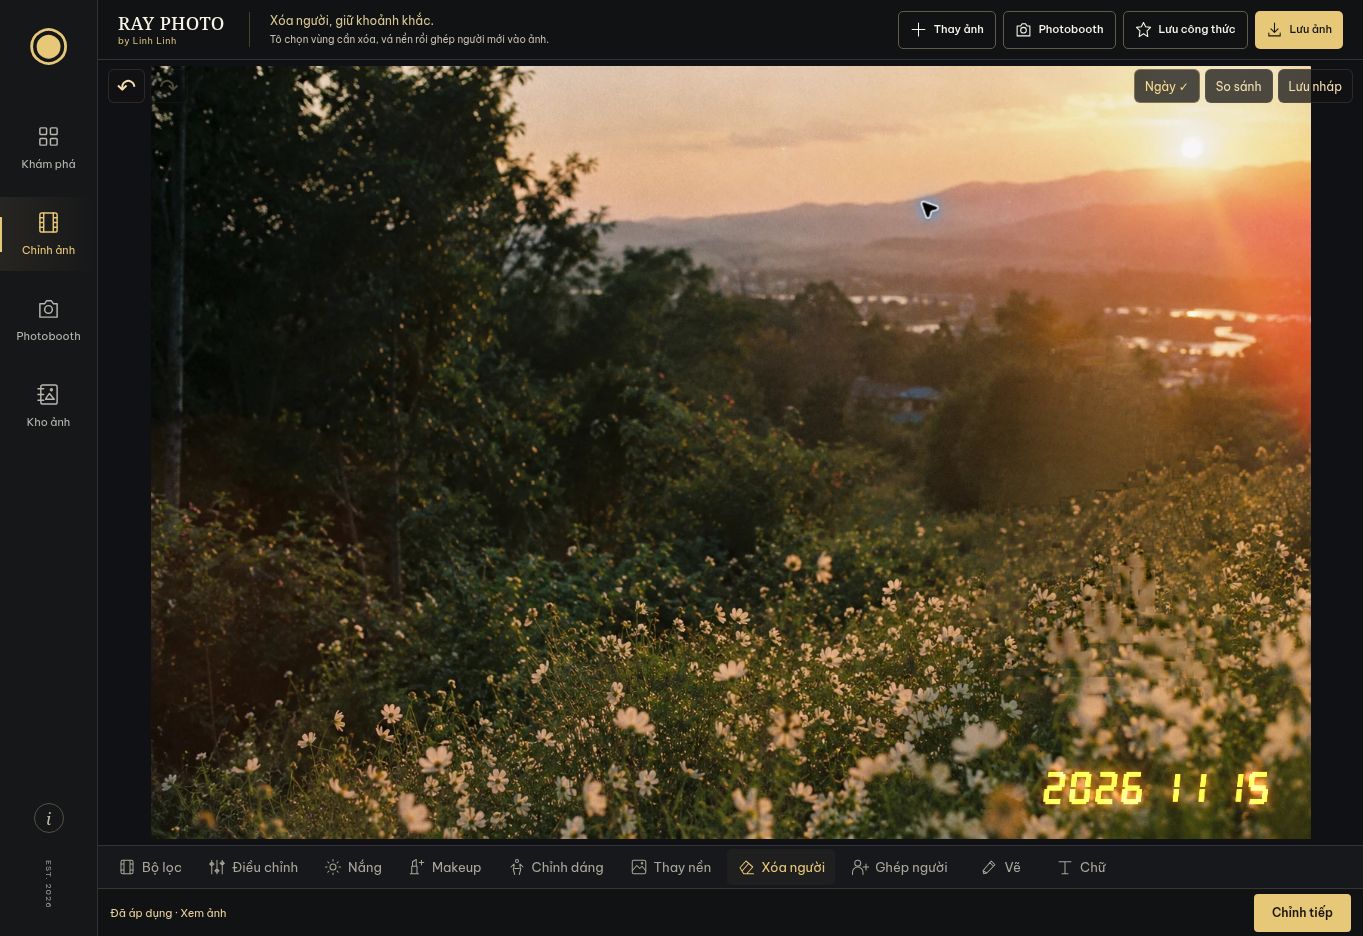 RAY PHOTO
by Linh Linh
Xóa người, giữ khoảnh khắc.
Tô chọn vùng cần xóa, vá nền rồi ghép người mới vào ảnh.
Thay ảnh
Photobooth
Lưu công thức
Lưu ảnh
Ngày ✓
So sánh
Lưu nháp
Khám phá
Chỉnh ảnh
Photobooth
Kho ảnh
i
EST. 2026
2026 11 15
Bộ lọc
Điều chỉnh
Nắng
Makeup
Chỉnh dáng
Thay nền
Xóa người
Ghép người
Vẽ
Chữ
Đã áp dụng · Xem ảnh
Chỉnh tiếp